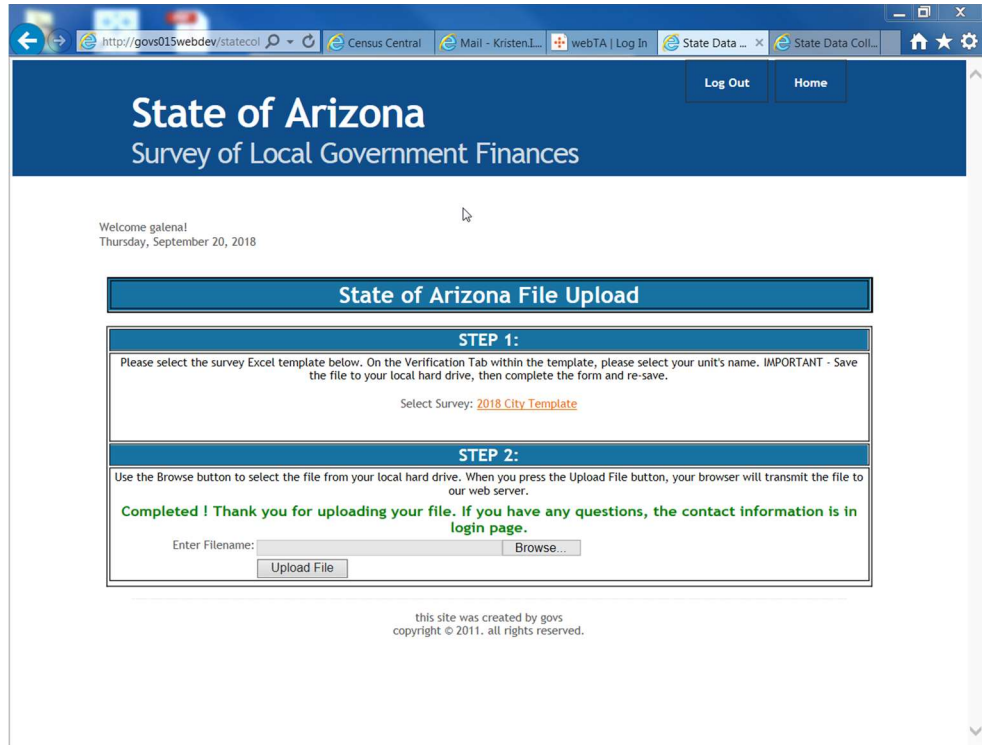 http://govs015webdev/statecol
Census Central
Mail - Kristen.I...
webTA | Log In
State Data ...
State Data Coll...
Log Out
Home
State of Arizona
Survey of Local Government Finances
Welcome galena!
Thursday, September 20, 2018
State of Arizona File Upload
STEP 1:
Please select the survey Excel template below. On the Verification Tab within the template, please select your unit's name. IMPORTANT - Save
the file to your local hard drive, then complete the form and re-save.
Select Survey: 2018 City Template
STEP 2:
Use the Browse button to select the file from your local hard drive. When you press the Upload File button, your browser will transmit the file to
our web server.
Completed ! Thank you for uploading your file. If you have any questions, the contact information is in
login page.
Enter Filename:
Browse...
Upload File
this site was created by govs
copyright © 2011. all rights reserved.